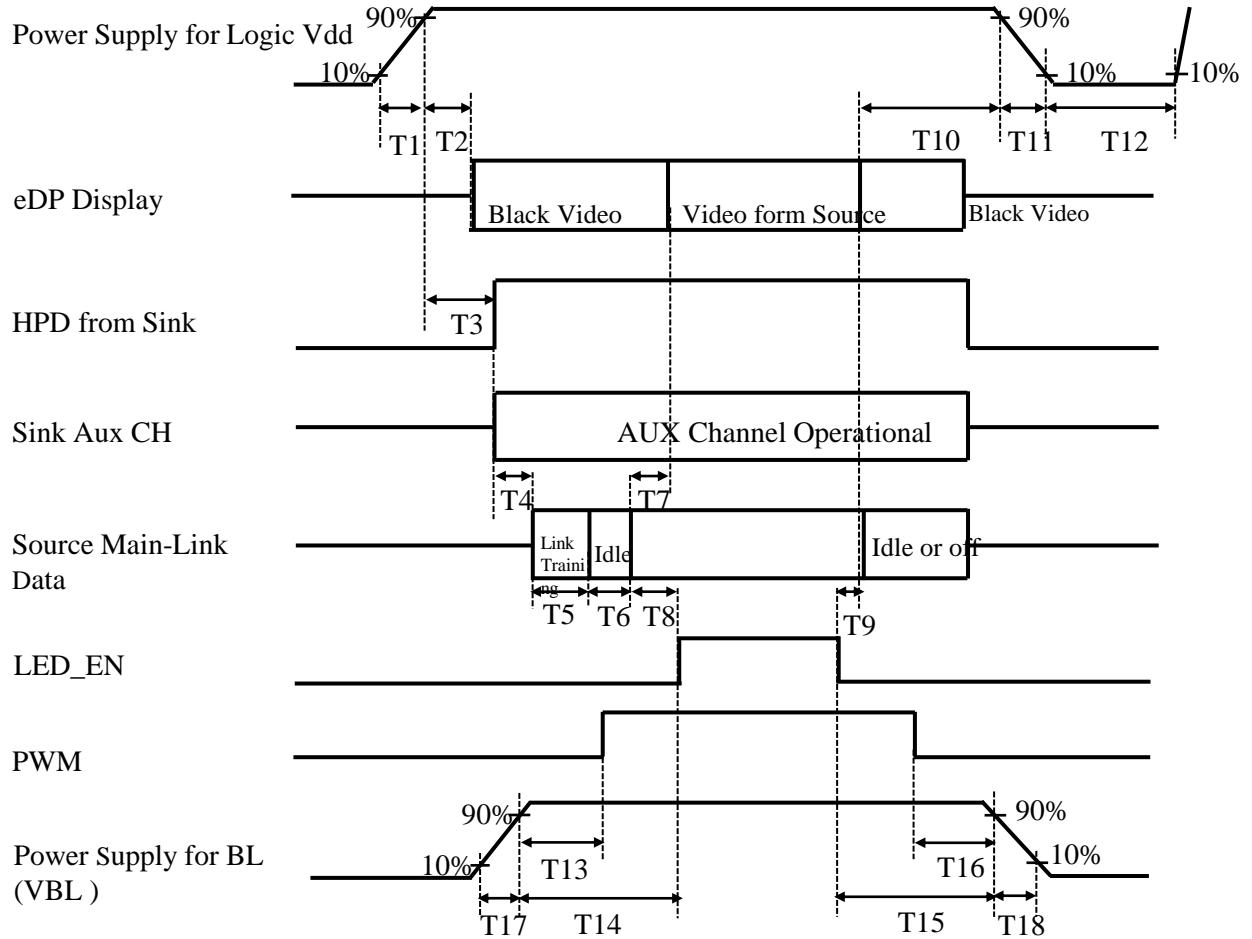 Power Supply for Logic Vdd
90%
10%
90%
10%
10%
T1
T2
T10
T11
T12
eDP Display
Black Video
Video form Source
Black Video
HPD from Sink
T3
Sink Aux CH
AUX Channel Operational
T4
T7
Source Main-Link
Data
Link
Traini
ng
Idle
Idle or off
T5
T6
T8
T9
LED_EN
PWM
Power Supply for BL
(VBL )
90%
10%
90%
10%
T13
T16
T17
T14
T15
T18